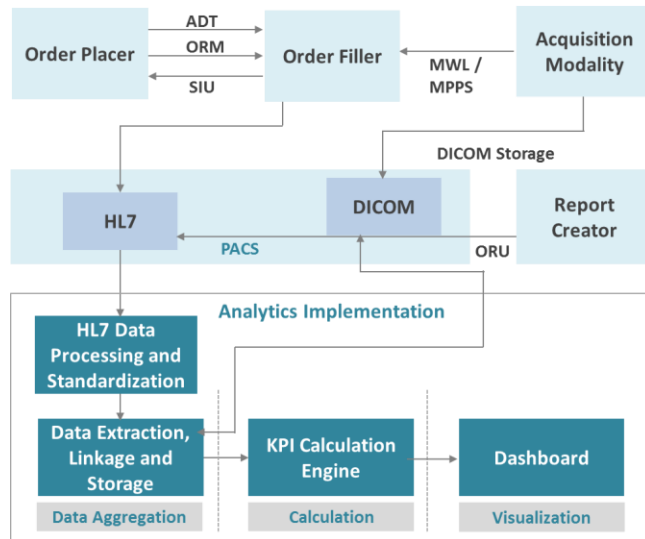 ADT
Order Placer
ORM
SIU
Order Filler
MWL /
MPPS
Acquisition
Modality
DICOM Storage
HL7
DICOM
PACS
ORU
Report
Creator
Analytics Implementation
HL7 Data
Processing and
Standardization
Data Extraction,
Linkage and
Storage
KPI Calculation
Engine
Dashboard
Data Aggregation
Calculation
Visualization